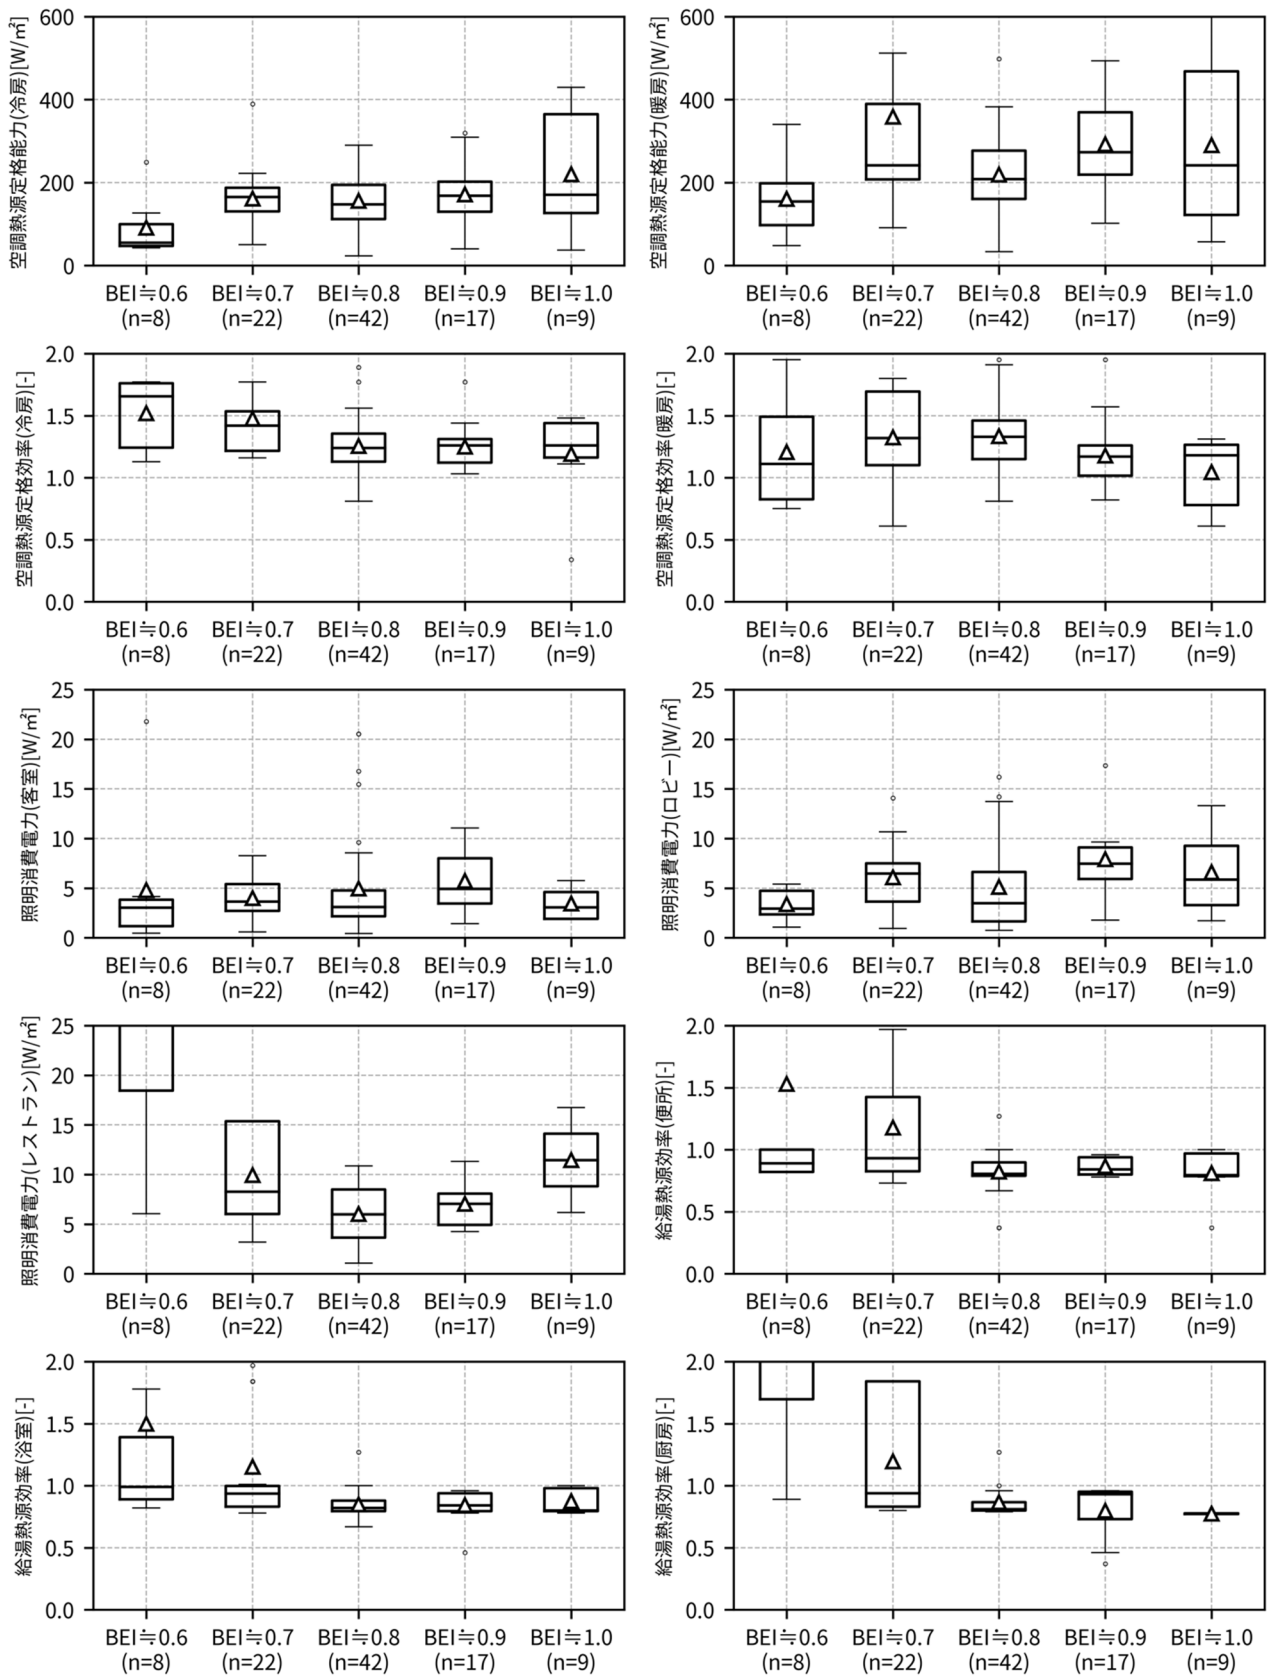 空調熱源定格能力(冷房)[W/㎡]
600
400
200
0
BEI≒0.6
(n=8)
BEI≒0.7
(n=22)
BEI≒0.8
(n=42)
BEI≒0.9
(n=17)
BEI≒1.0
(n=9)
空調熱源定格能力(暖房)[W/㎡]
600
400
200
0
BEI≒0.6
(n=8)
BEI≒0.7
(n=22)
BEI≒0.8
(n=42)
BEI≒0.9
(n=17)
BEI≒1.0
(n=9)
空調熱源定格効率(冷房)[-]
2.0
1.5
1.0
0.5
0.0
BEI≒0.6
(n=8)
BEI≒0.7
(n=22)
BEI≒0.8
(n=42)
BEI≒0.9
(n=17)
BEI≒1.0
(n=9)
空調熱源定格効率(暖房)[-]
2.0
1.5
1.0
0.5
0.0
BEI≒0.6
(n=8)
BEI≒0.7
(n=22)
BEI≒0.8
(n=42)
BEI≒0.9
(n=17)
BEI≒1.0
(n=9)
照明消費電力(客室)[W/㎡]
25
20
15
10
5
0
BEI≒0.6
(n=8)
BEI≒0.7
(n=22)
BEI≒0.8
(n=42)
BEI≒0.9
(n=17)
BEI≒1.0
(n=9)
照明消費電力(ロビー)[W/㎡]
25
20
15
10
5
0
BEI≒0.6
(n=8)
BEI≒0.7
(n=22)
BEI≒0.8
(n=42)
BEI≒0.9
(n=17)
BEI≒1.0
(n=9)
照明消費電力(レストラン)[W/㎡]
25
20
15
10
5
0
BEI≒0.6
(n=8)
BEI≒0.7
(n=22)
BEI≒0.8
(n=42)
BEI≒0.9
(n=17)
BEI≒1.0
(n=9)
給湯熱源効率(便所)[-]
2.0
1.5
1.0
0.5
0.0
BEI≒0.6
(n=8)
BEI≒0.7
(n=22)
BEI≒0.8
(n=42)
BEI≒0.9
(n=17)
BEI≒1.0
(n=9)
給湯熱源効率(浴室)[-]
2.0
1.5
1.0
0.5
0.0
BEI≒0.6
(n=8)
BEI≒0.7
(n=22)
BEI≒0.8
(n=42)
BEI≒0.9
(n=17)
BEI≒1.0
(n=9)
給湯熱源効率(厨房)[-]
2.0
1.5
1.0
0.5
0.0
BEI≒0.6
(n=8)
BEI≒0.7
(n=22)
BEI≒0.8
(n=42)
BEI≒0.9
(n=17)
BEI≒1.0
(n=9)